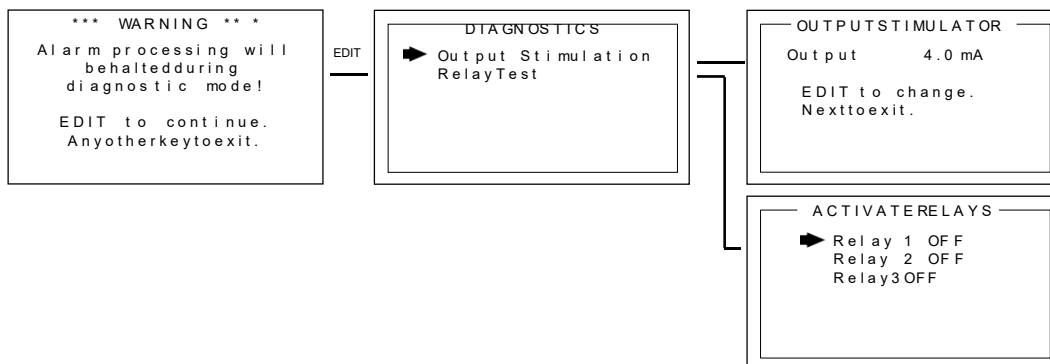 *** WARNING ** *
Alarm processing will
behaltedduring
diagnostic mode!
EDIT to continue.
Anyotherkeytoexit.
EDIT
DIAGNOSTICS
Output Stimulation
RelayTest
OUTPUTSTIMULATOR
Output 4.0 mA
EDIT to change.
Nexttoexit.
ACTIVATERELAYS
Relay 1 OFF
Relay 2 OFF
Relay3OFF